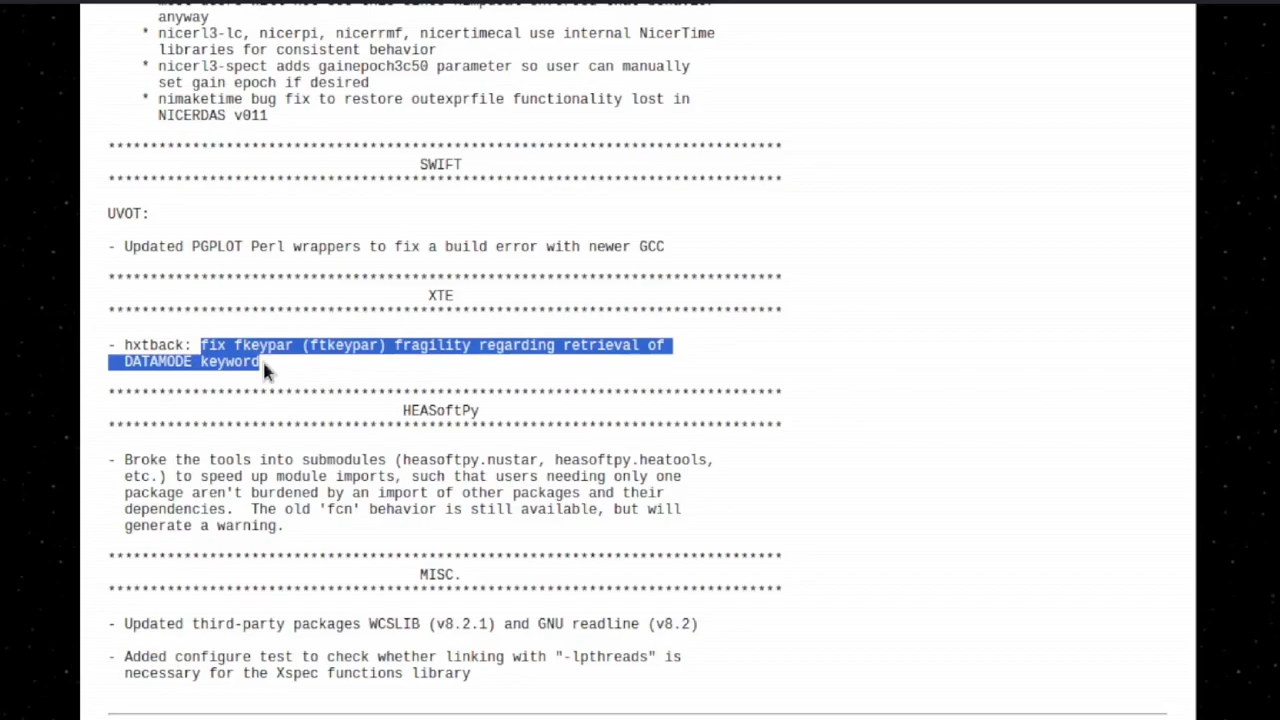 anyway
* nicerl3-lc, nicerpi, nicerrmf, nicertimecal use internal NicerTime
libraries for consistent behavior
* nicerl3-spect adds gainepoch3c50 parameter so user can manually
set gain epoch if desired
* nimaketime bug fix to restore outexprfile functionality lost in
NICERDAS v011
********************************************************************************
SWIFT
********************************************************************************
UVOT:
- Updated PGPLOT Perl wrappers to fix a build error with newer GCC
********************************************************************************
XTE
********************************************************************************
- hxtback: fix fkeypar (ftkeypar) fragility regarding retrieval of
DATAMODE keyword
********************************************************************************
HEASoftPy
********************************************************************************
- Broke the tools into submodules (heasoftpy.nustar, heasoftpy.heatools,
etc.) to speed up module imports, such that users needing only one
package aren't burdened by an import of other packages and their
dependencies.  The old 'fcn' behavior is still available, but will
generate a warning.
********************************************************************************
MISC.
********************************************************************************
- Updated third-party packages WCSLIB (v8.2.1) and GNU readline (v8.2)
- Added configure test to check whether linking with "-lpthreads" is
necessary for the Xspec functions library